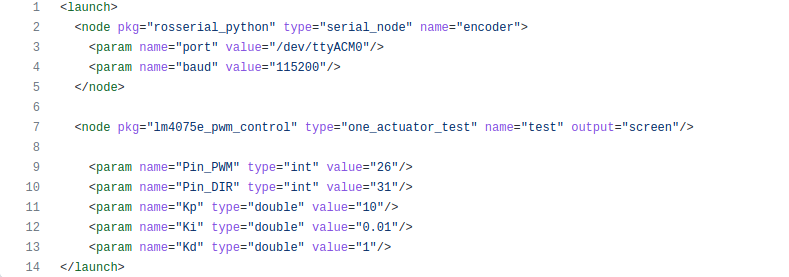 1 <launch>
2   <node pkg="rosserial_python" type="serial_node" name="encoder">
3     <param name="port" value="/dev/ttyACM0"/>
4     <param name="baud" value="115200"/>
5   </node>
6
7   <node pkg="lm4075e_pwm_control" type="one_actuator_test" name="test" output="screen"/>
8
9     <param name="Pin_PWM" type="int" value="26"/>
10     <param name="Pin_DIR" type="int" value="31"/>
11     <param name="Kp" type="double" value="10"/>
12     <param name="Ki" type="double" value="0.01"/>
13     <param name="Kd" type="double" value="1"/>
14 </launch>